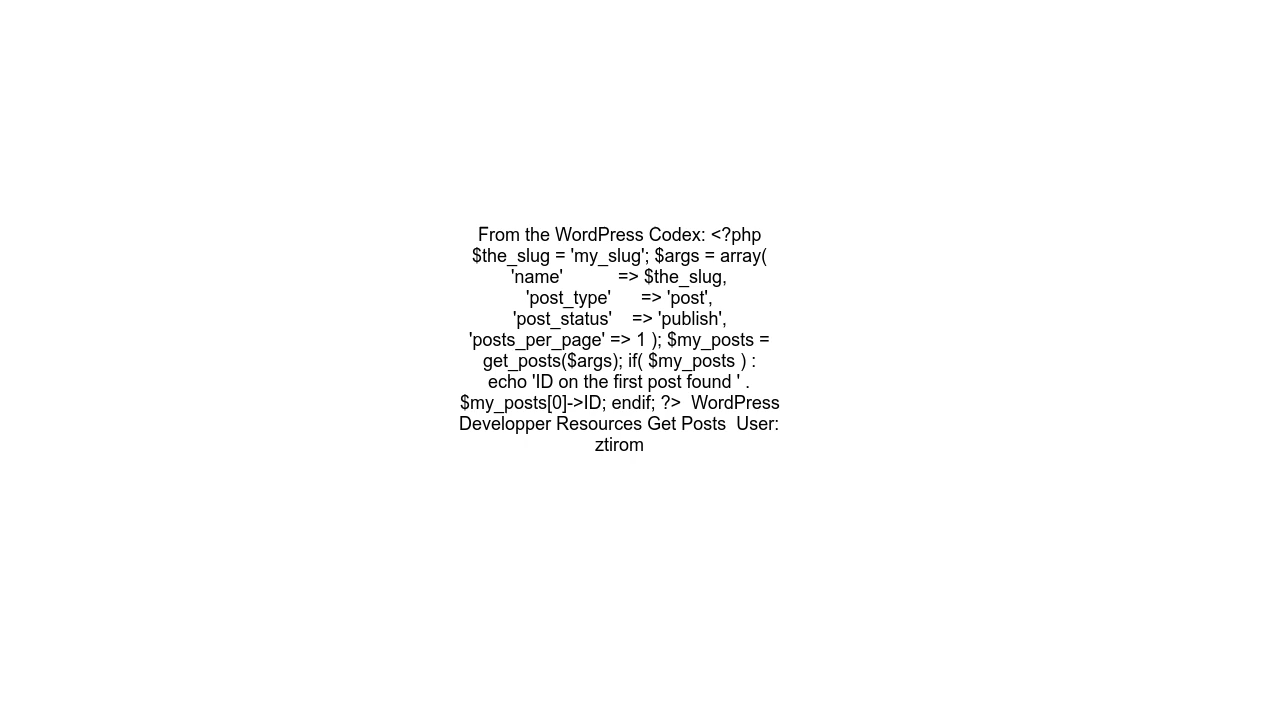 From the WordPress Codex: <?php
$the_slug = 'my_slug'; $args = array(
'name'           => $the_slug,
'post_type'      => 'post',
'post_status'    => 'publish',
'posts_per_page' => 1 ); $my_posts =
get_posts($args); if( $my_posts ) :
echo 'ID on the first post found ' .
$my_posts[0]->ID; endif; ?>  WordPress
Developper Resources Get Posts  User:
ztirom